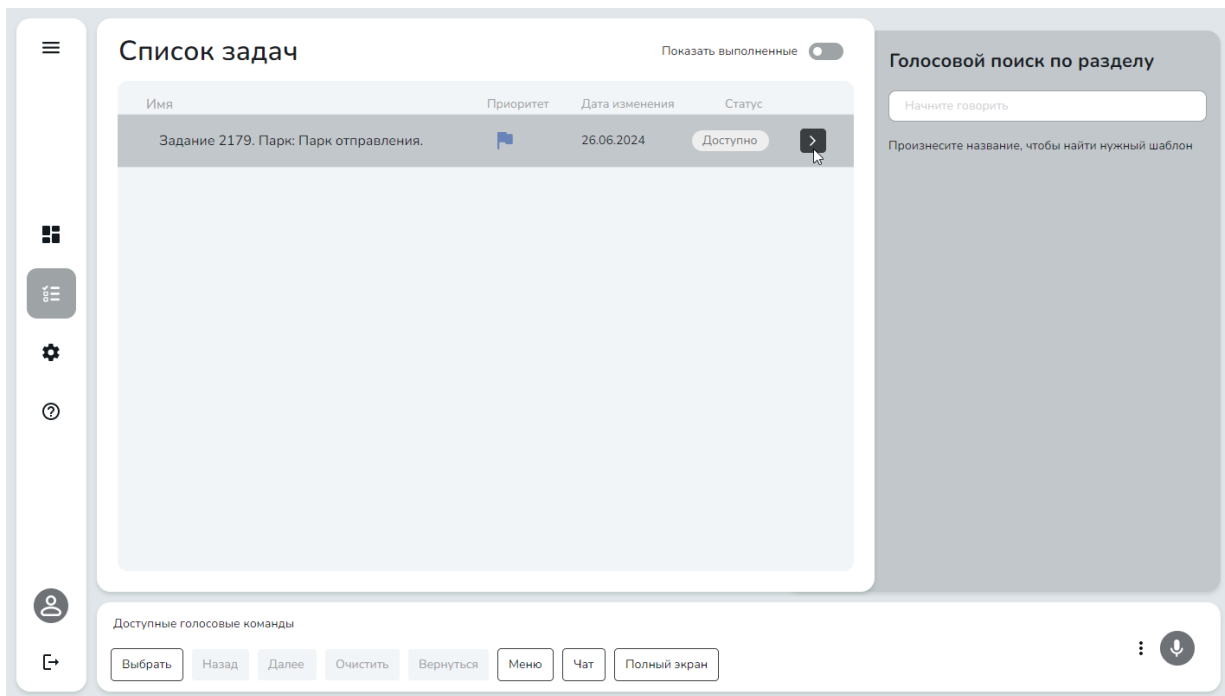 Список задач
Показать выполненные
Имя Приоритет Дата изменения Статус
Задание 2179. Парк: Парк отправления. 26.06.2024 Доступно
Голосовой поиск по разделу
Начните говорить
Произнесите название, чтобы найти нужный шаблон
Доступные голосовые команды
Выбрать Назад Далее Очистить Вернуться Меню Чат Полный экран